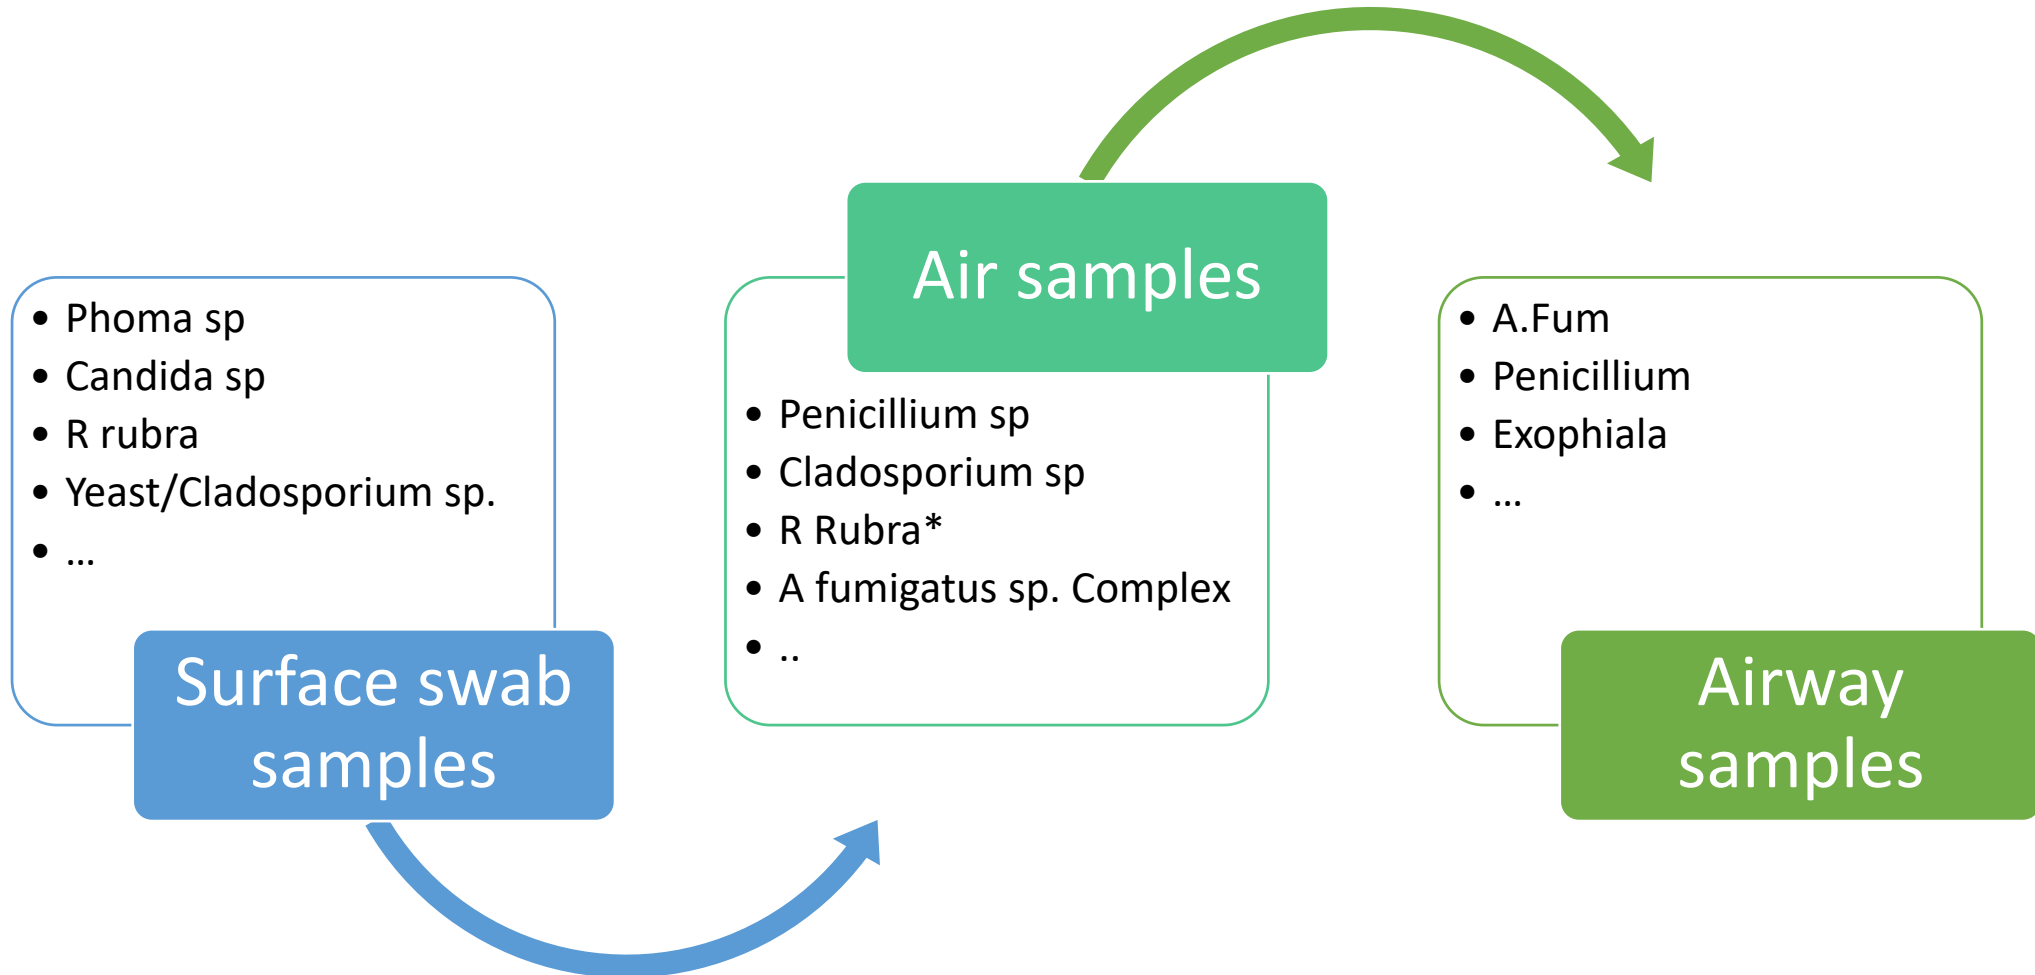 • Phoma sp
• Candida sp
• R rubra
• Yeast/Cladosporium sp.
• ...
Surface swab
samples
Air samples
• Penicillium sp
• Cladosporium sp
• R Rubra*
• A fumigatus sp. Complex
• ..
• A.Fum
• Penicillium
• Exophiala
• ...
Airway
samples